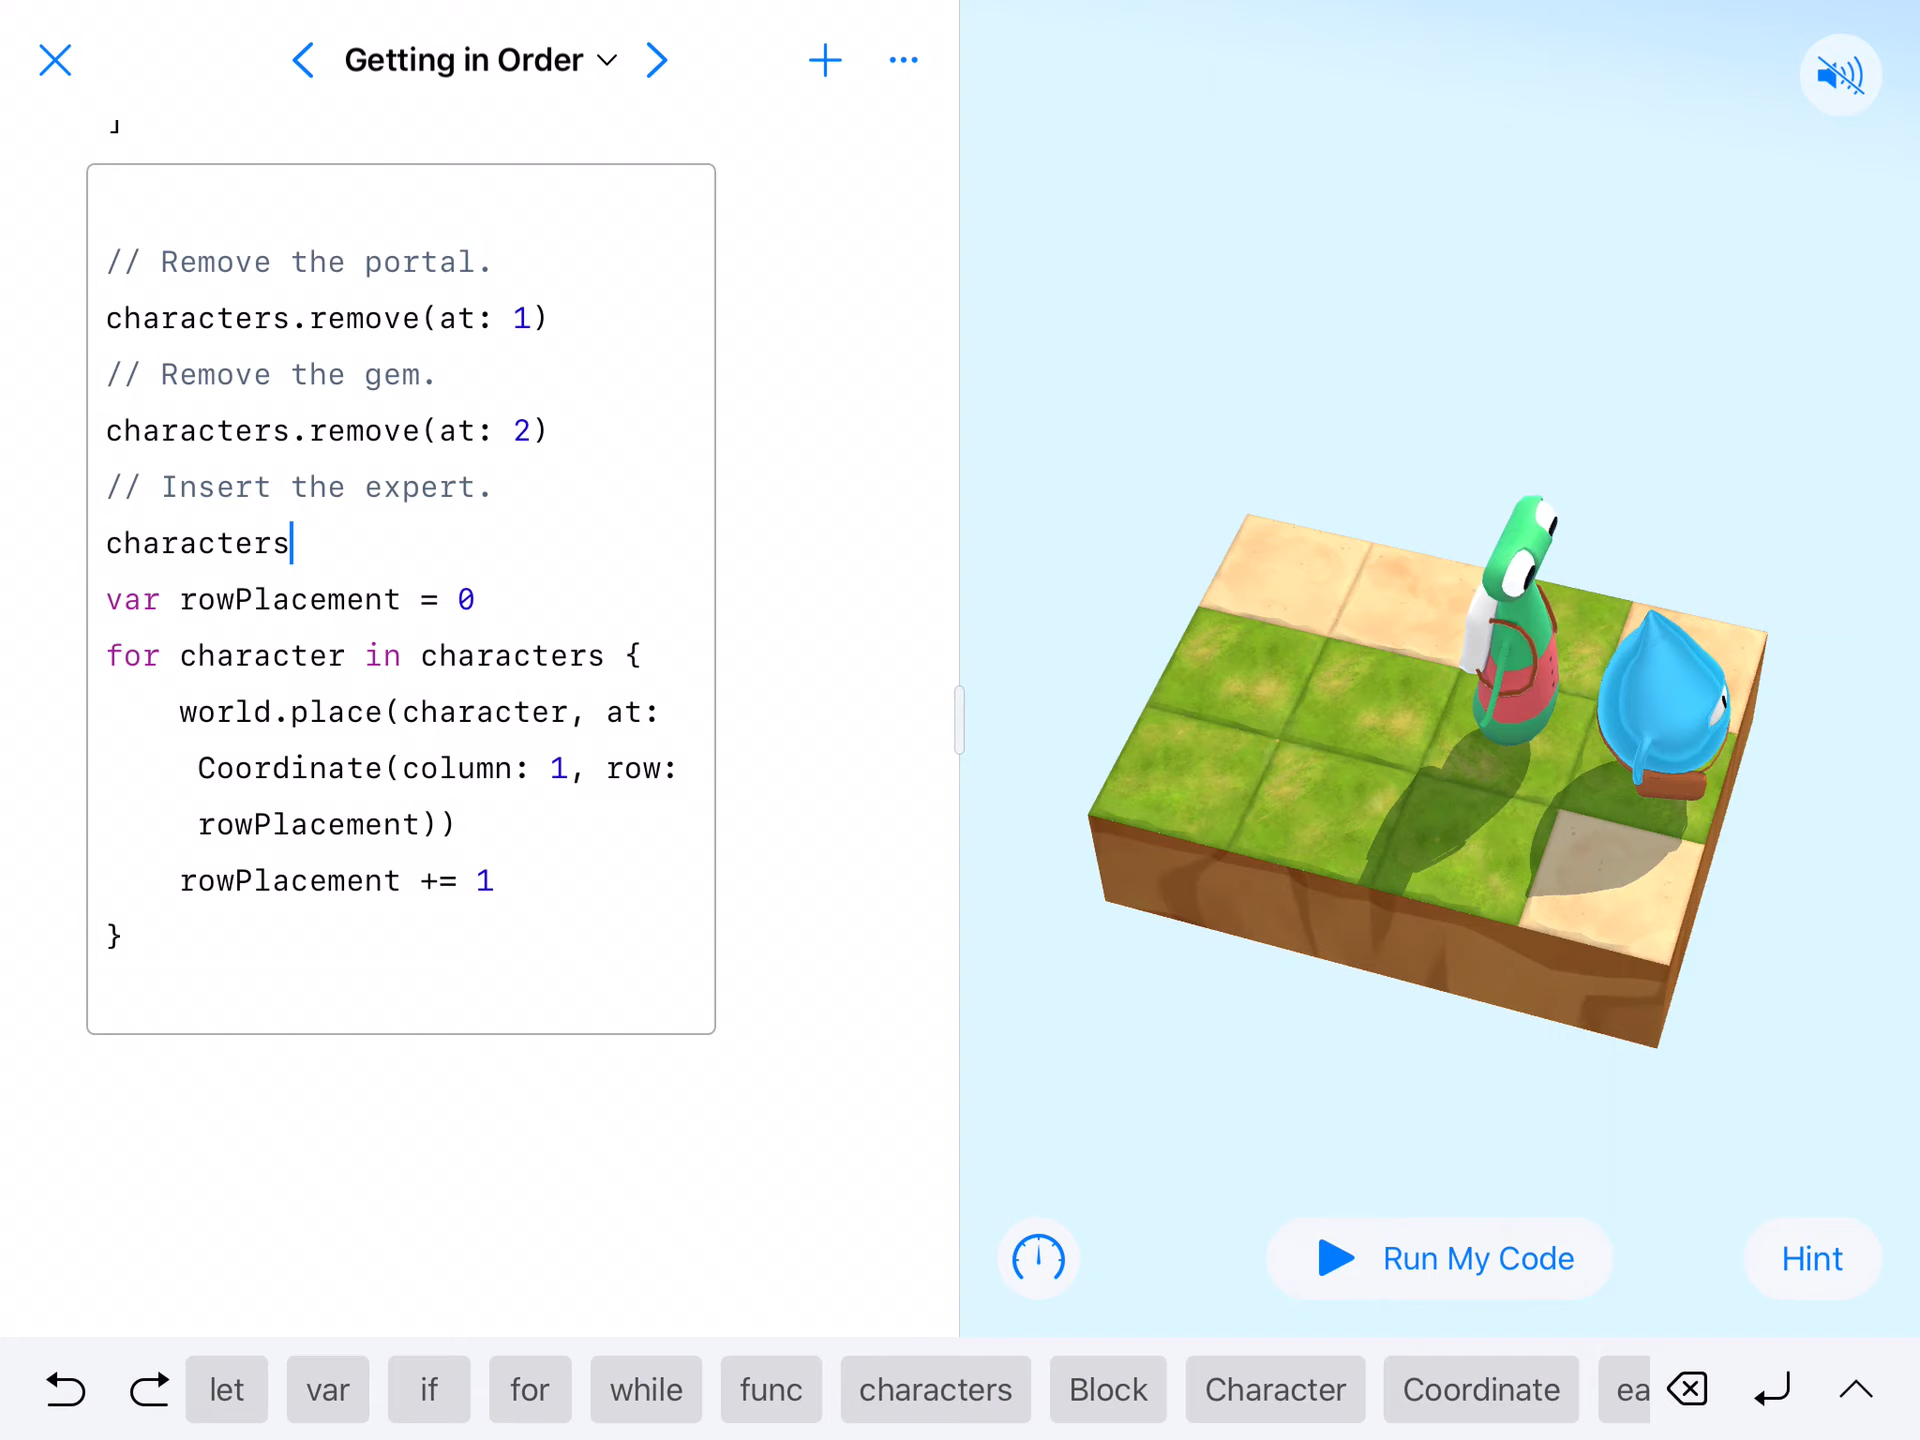 Getting in Order
]
// Remove the portal.
characters.remove(at: 1)
// Remove the gem.
characters.remove(at: 2)
// Insert the expert.
characters
var rowPlacement = 0
for character in characters {
world.place(character, at:
Coordinate(column: 1, row:
rowPlacement))
rowPlacement += 1
}
Run My Code
Hint
let var if for while func characters Block Character Coordinate ea